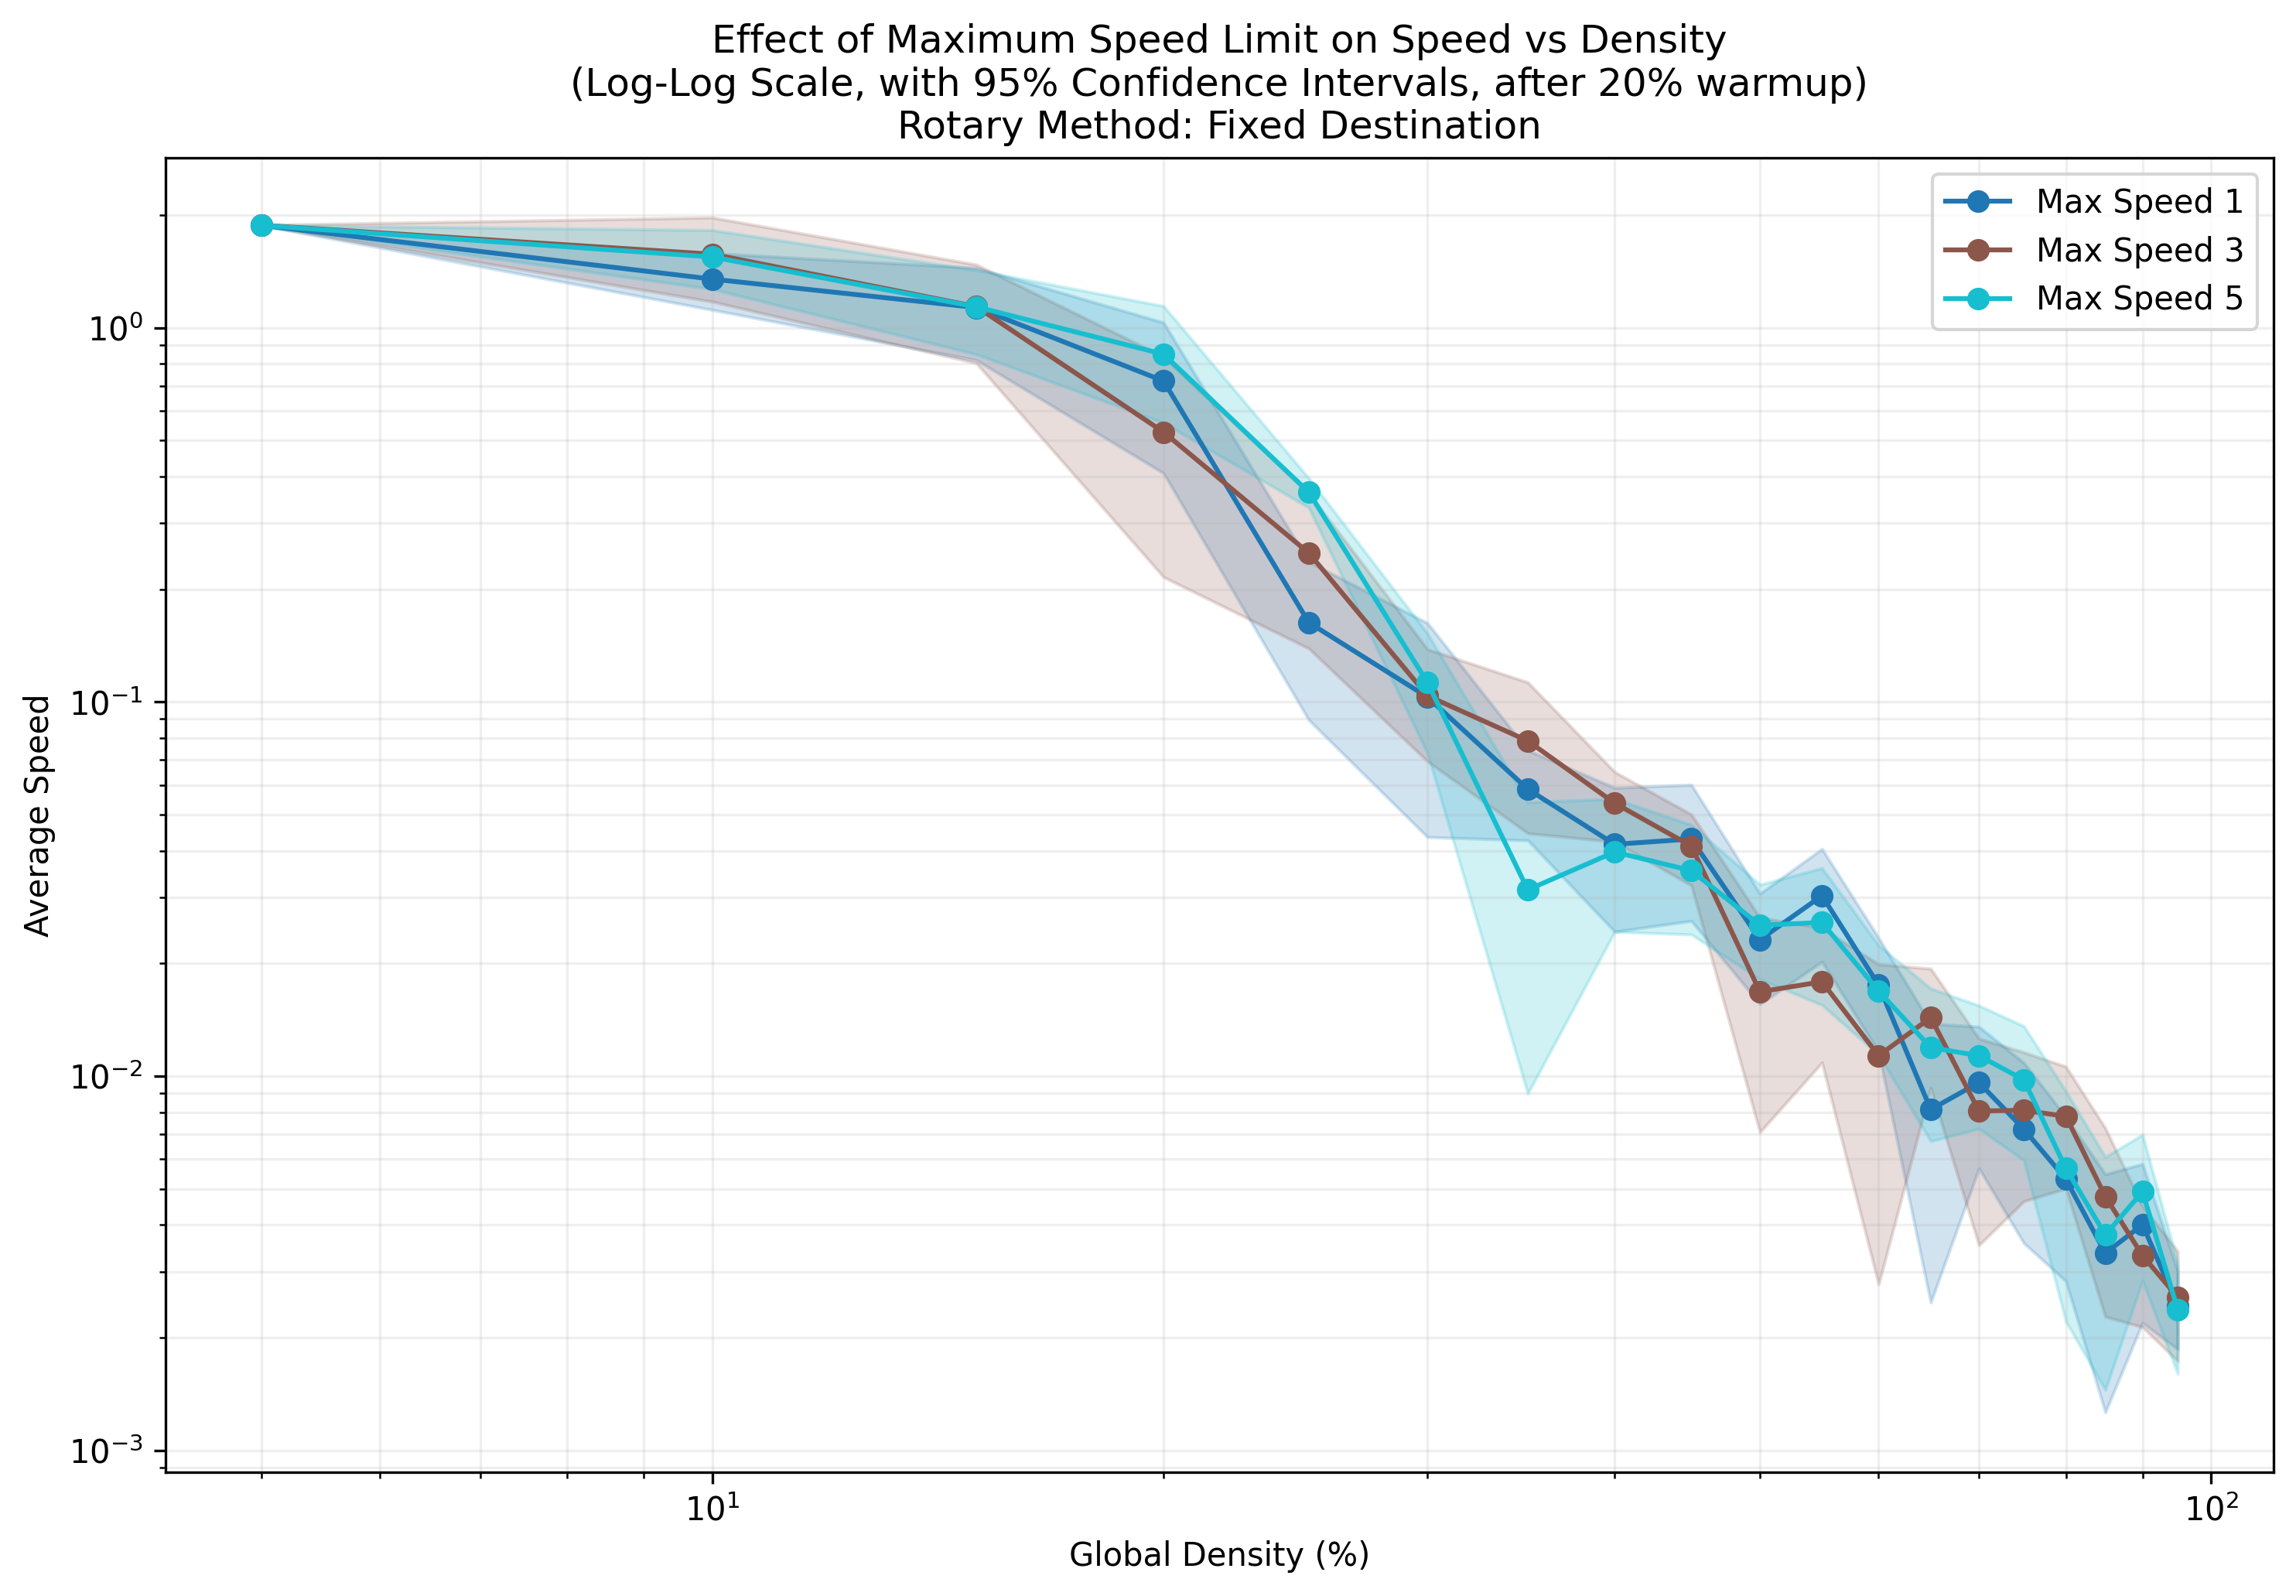 Effect of Maximum Speed Limit on Speed vs Density
(Log-Log Scale, with 95% Confidence Intervals, after 20% warmup)
Rotary Method: Fixed Destination
Max Speed 1
Max Speed 3
Max Speed 5
Average Speed
10⁰
10⁻¹
10⁻²
10⁻³
10¹
10²
Global Density (%)